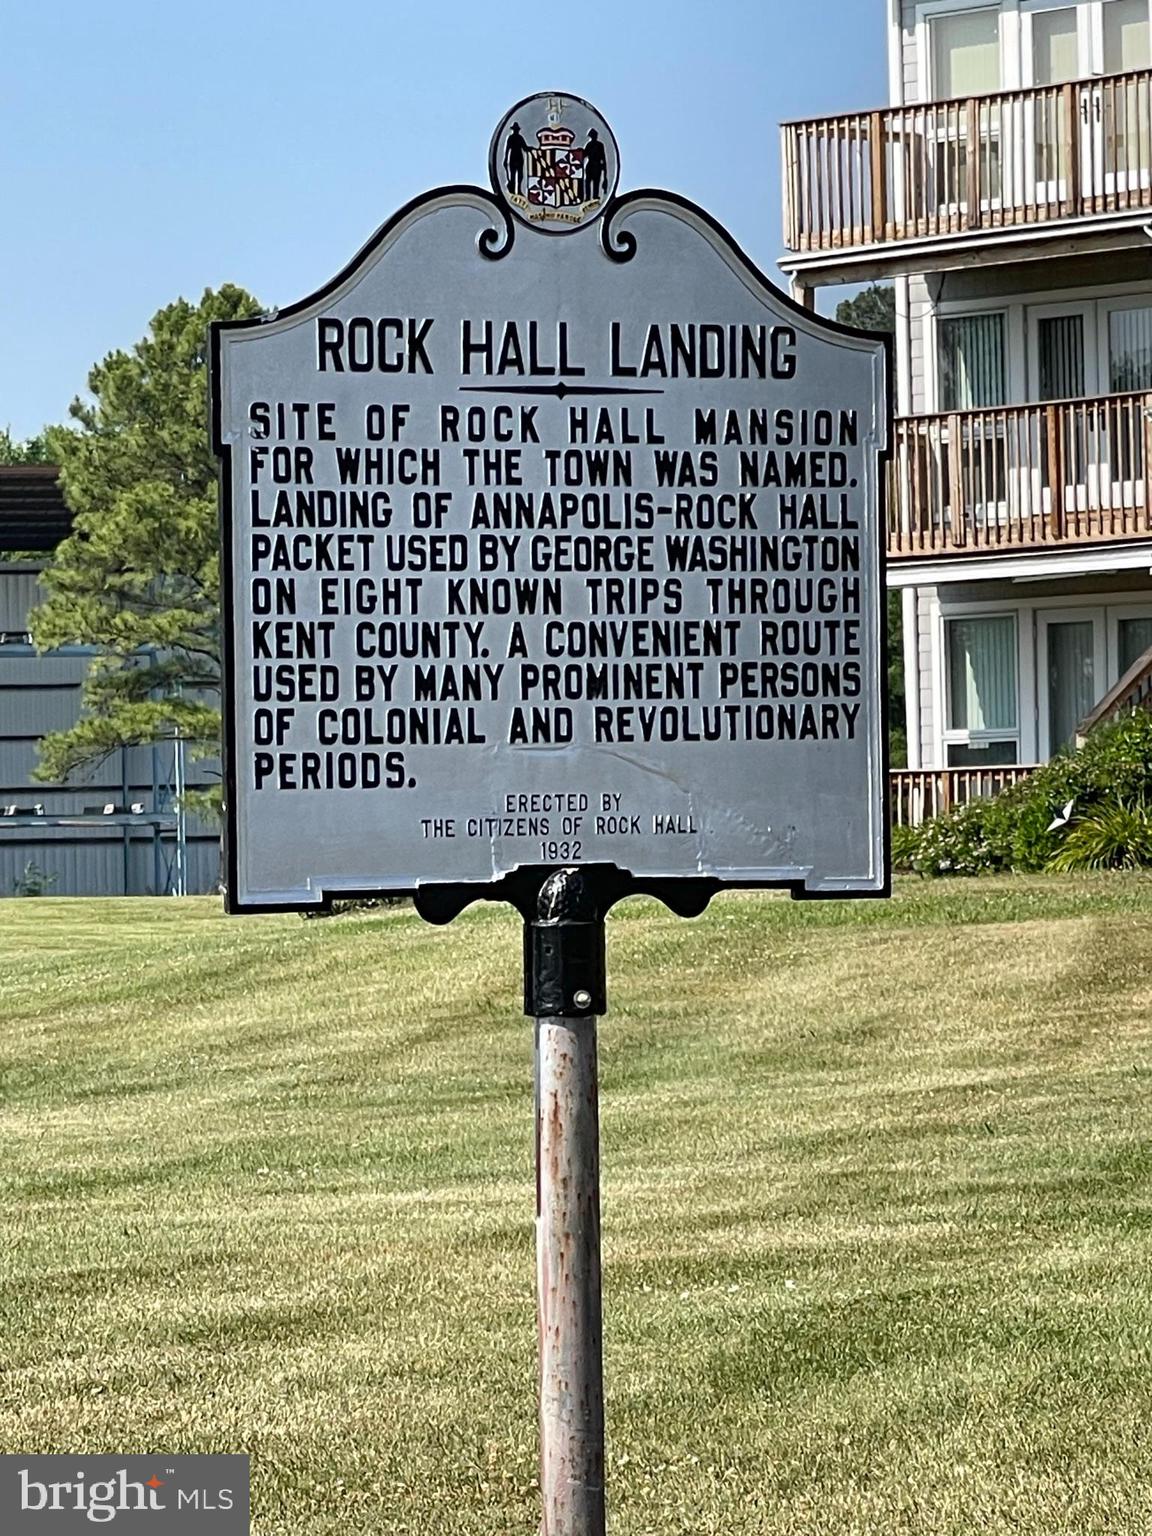 ROCK HALL LANDING
SITE OF ROCK HALL MANSION
FOR WHICH THE TOWN WAS NAMED.
LANDING OF ANNAPOLIS-ROCK HALL
PACKET USED BY GEORGE WASHINGTON
ON EIGHT KNOWN TRIPS THROUGH
KENT COUNTY. A CONVENIENT ROUTE
USED BY MANY PROMINENT PERSONS
OF COLONIAL AND REVOLUTIONARY
PERIODS.
ERECTED BY
THE CITIZENS OF ROCK HALL
1932
bright™ MLS